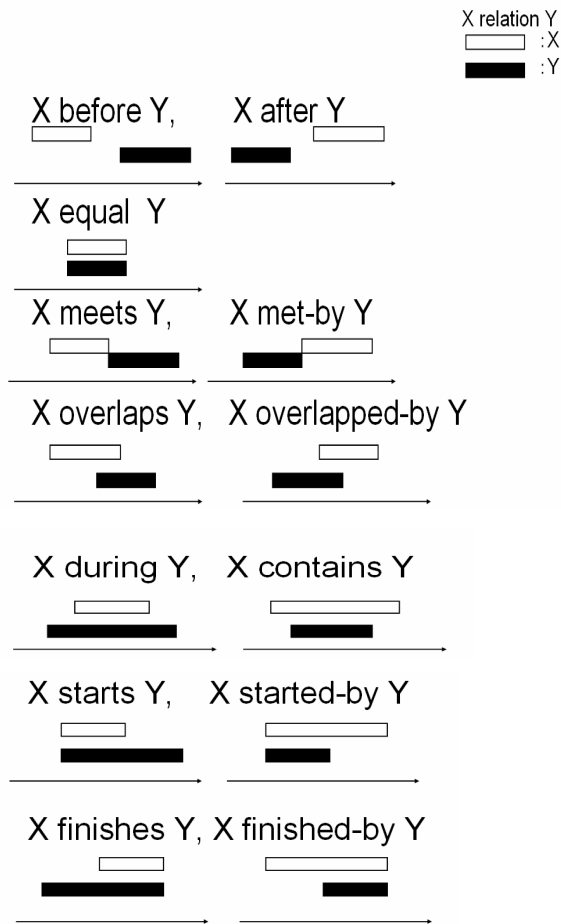 X relation Y
:X
:Y
X before Y, X after Y
X equal Y
X meets Y, X met-by Y
X overlaps Y, X overlapped-by Y
X during Y, X contains Y
X starts Y, X started-by Y
X finishes Y, X finished-by Y